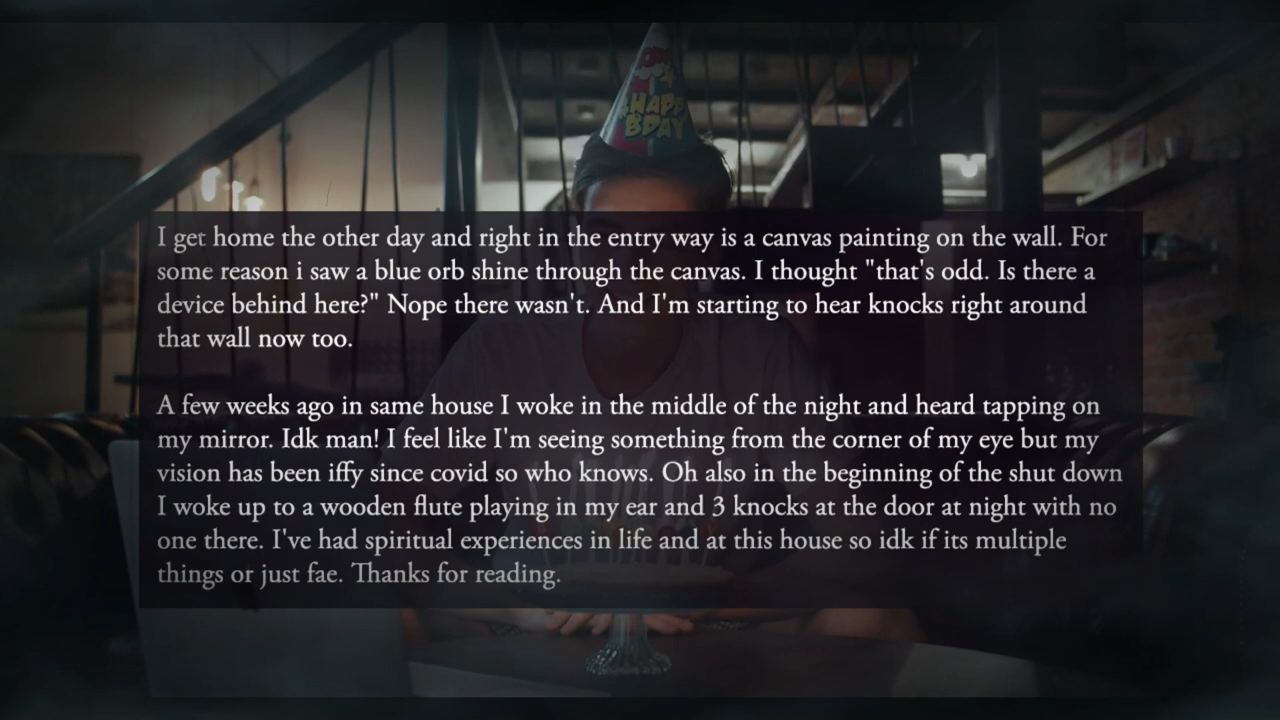 HAPPY
BDAY
I get home the other day and right in the entry way is a canvas painting on the wall. For
some reason i saw a blue orb shine through the canvas. I thought "that's odd. Is there a
device behind here?" Nope there wasn't. And I'm starting to hear knocks right around
that wall now too.
A few weeks ago in same house I woke in the middle of the night and heard tapping on
my mirror. Idk man! I feel like I'm seeing something from the corner of my eye but my
vision has been iffy since covid so who knows. Oh also in the beginning of the shut down
I woke up to a wooden flute playing in my ear and 3 knocks at the door at night with no
one there. I've had spiritual experiences in life and at this house so idk if its multiple
things or just fae. Thanks for reading.